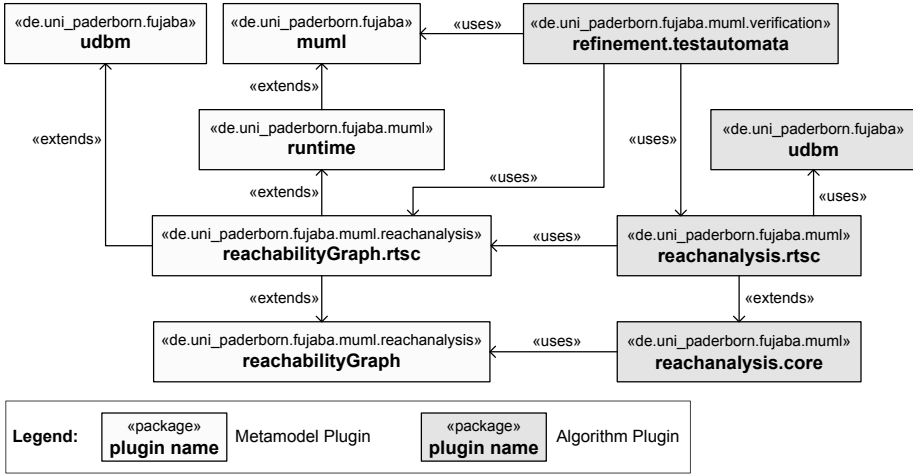 «de.uni_paderborn.fujaba»
udbm
«de.uni_paderborn.fujaba»
muml
«uses»
«de.uni_paderborn.fujaba.muml.verification»
refinement.testautomata
«extends»
«extends»
«de.uni_paderborn.fujaba.muml»
runtime
«uses»
«uses»
«de.uni_paderborn.fujaba»
udbm
«extends»
«uses»
«de.uni_paderborn.fujaba.muml.reachanalysis»
reachabilityGraph.rtsc
«uses»
«de.uni_paderborn.fujaba.muml»
reachanalysis.rtsc
«extends»
«extends»
«de.uni_paderborn.fujaba.muml.reachanalysis»
reachabilityGraph
«uses»
«de.uni_paderborn.fujaba.muml»
reachanalysis.core
Legend:
«package»
plugin name
Metamodel Plugin
«package»
plugin name
Algorithm Plugin